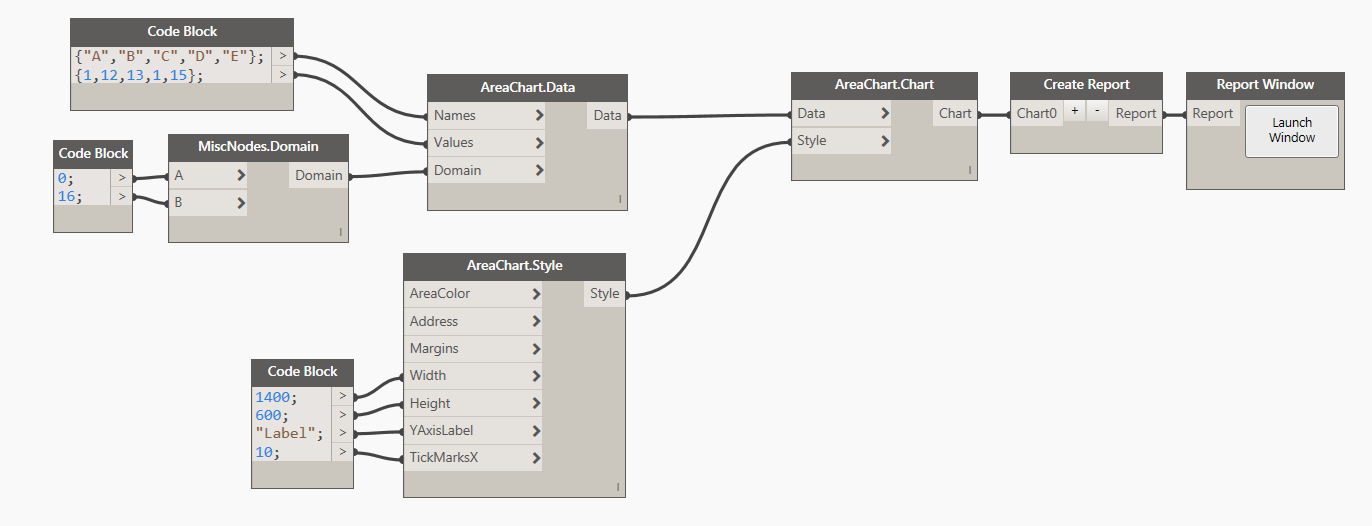 Code Block
{"A","B","C","D","E"}; >
{1,12,13,1,15}; >
Code Block
0; >
16; >
MiscNodes.Domain
A > Domain
B >
AreaChart.Data
Names > Data
Values >
Domain >
AreaChart.Style
AreaColor > Style
Address >
Margins >
Width >
Height >
YAxisLabel >
TickMarksX >
Code Block
1400; >
600; >
"Label"; >
10; >
AreaChart.Chart
Data > Chart
Style >
Create Report
Chart0 + - Report
Report Window
Report
Launch
Window